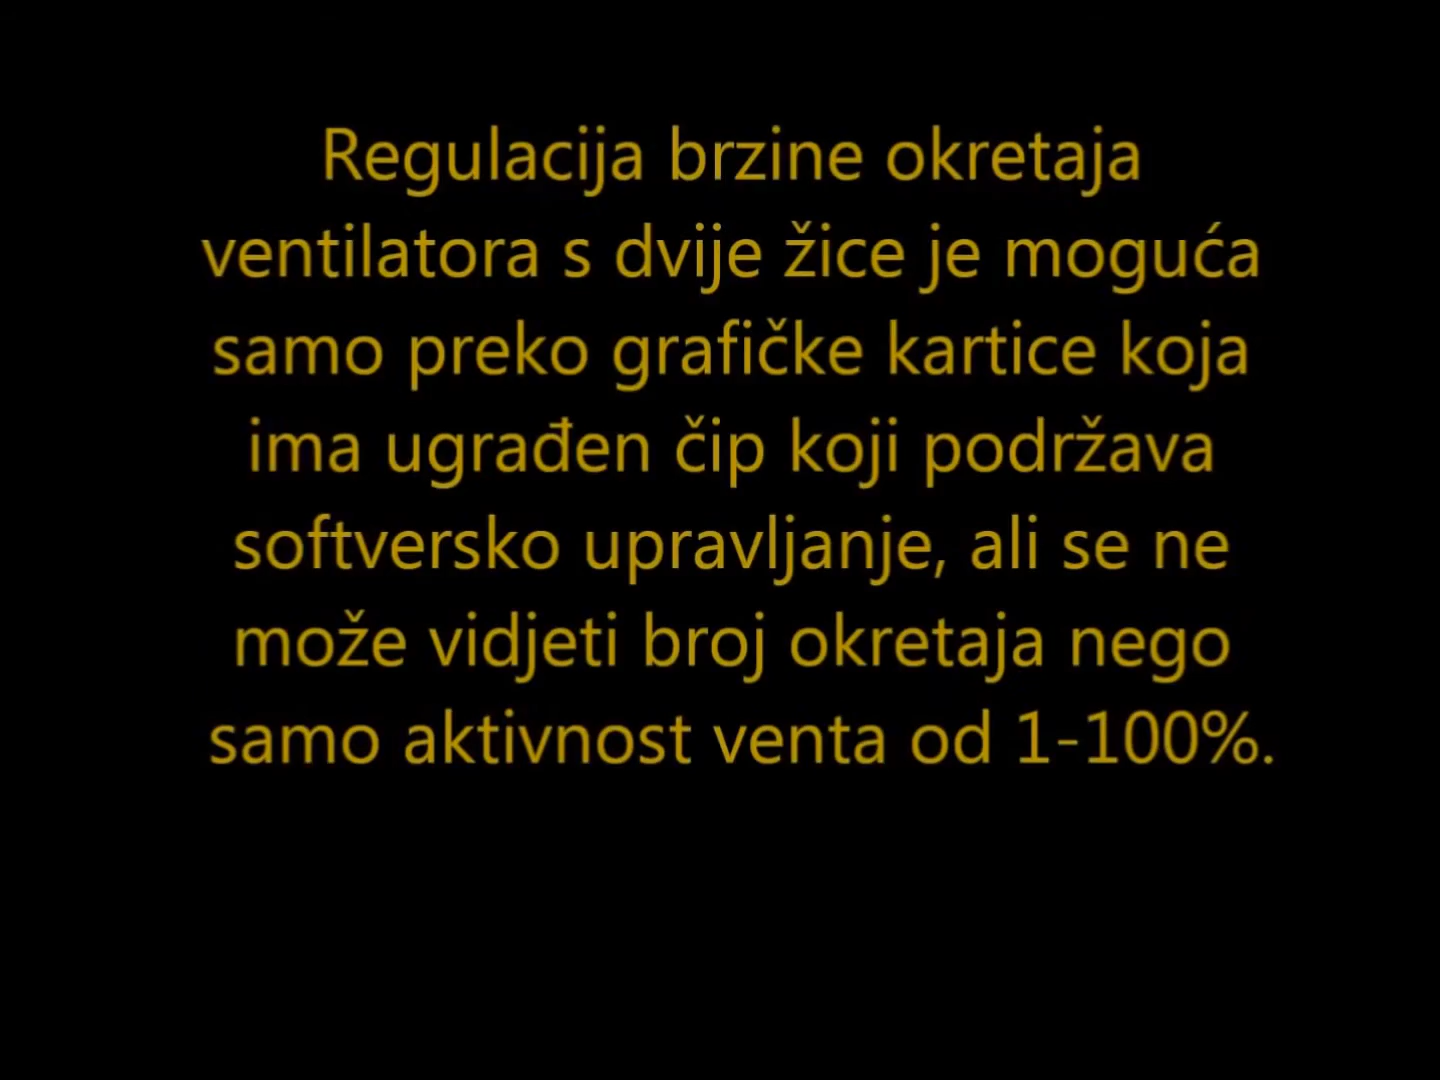 Regulacija brzine okretaja
ventilatora s dvije žice je moguća
samo preko grafičke kartice koja
ima ugrađen čip koji podržava
softversko upravljanje, ali se ne
može vidjeti broj okretaja nego
samo aktivnost venta od 1-100%.